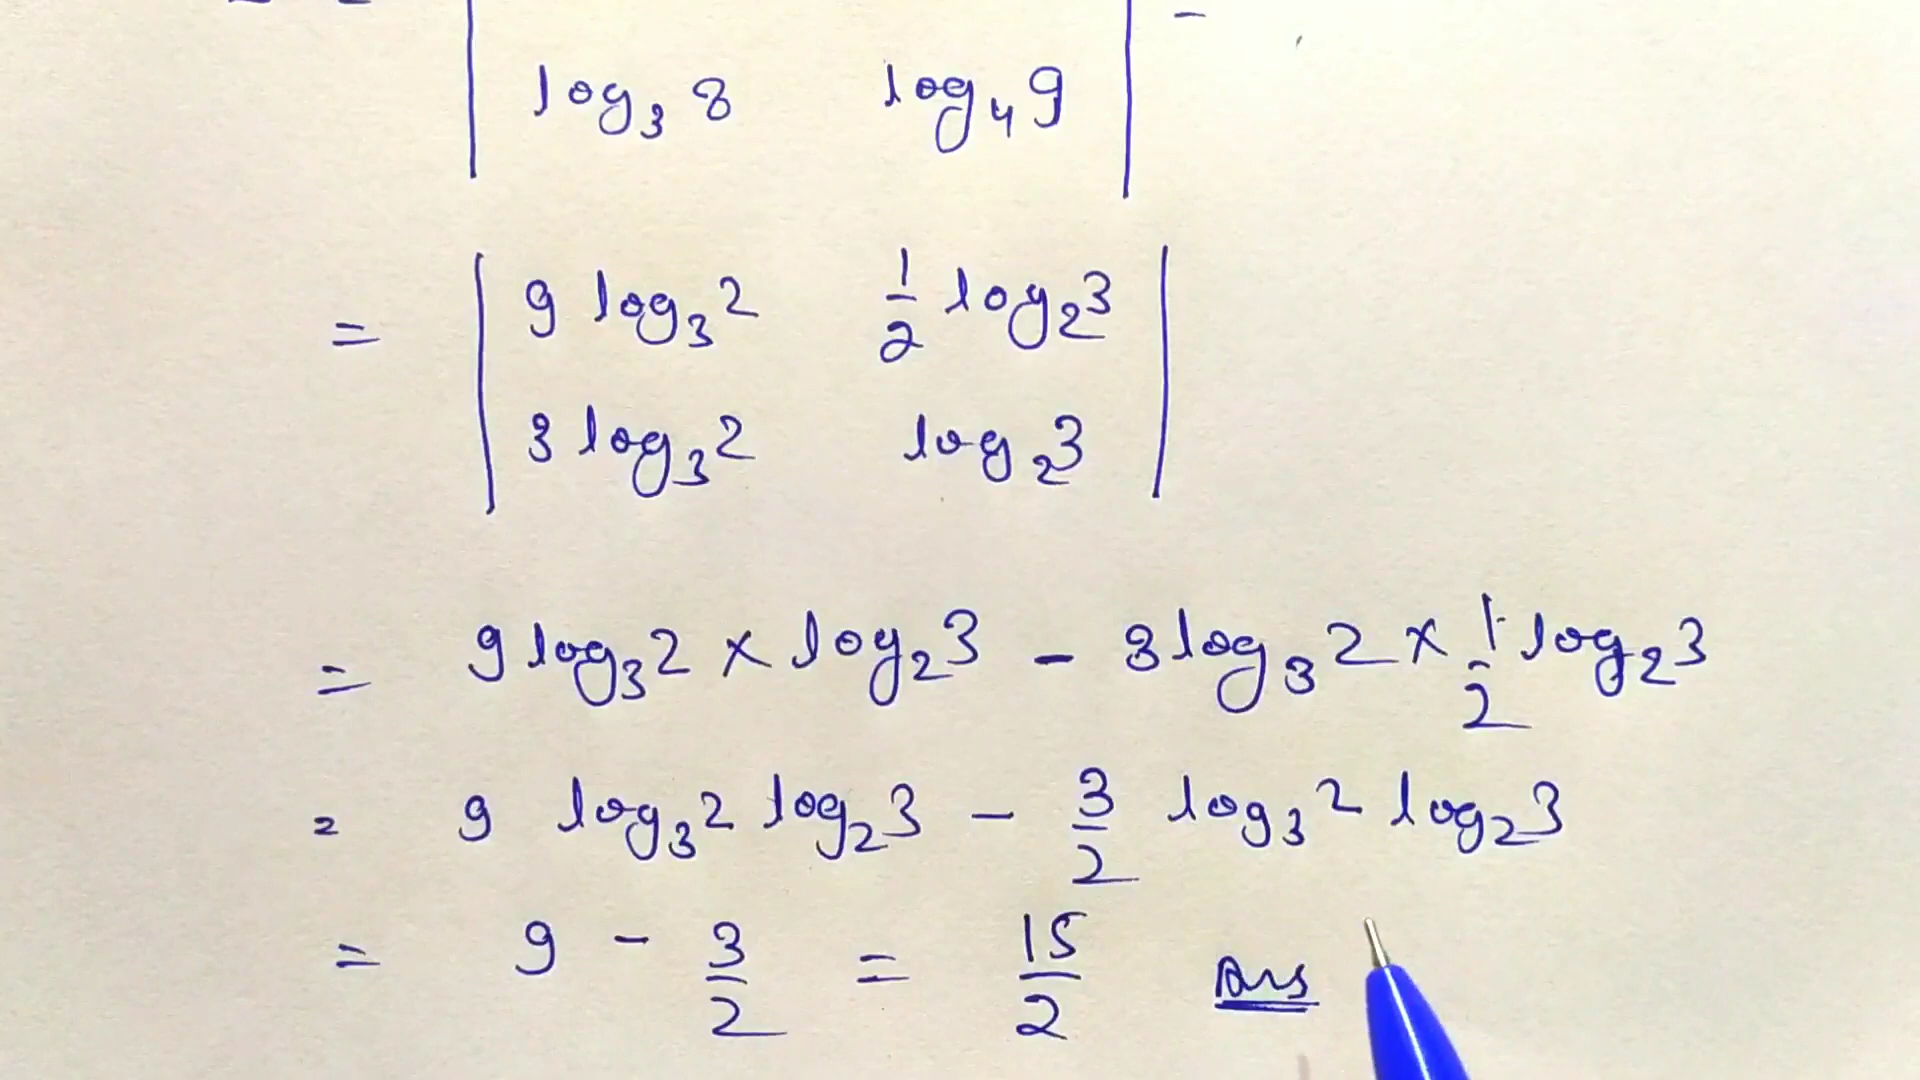 log₃ 8 log₄ 9
= | 9 log₃ 2 1/2 log₂ 3 |
| 3 log₃ 2 log₂ 3 |
= 9 log₃ 2 × log₂ 3 - 3 log₃ 2 × 1/2 log₂ 3
= 9 log₃ 2 log₂ 3 - 3/2 log₃ 2 log₂ 3
= 9 - 3/2 = 15/2 Ans